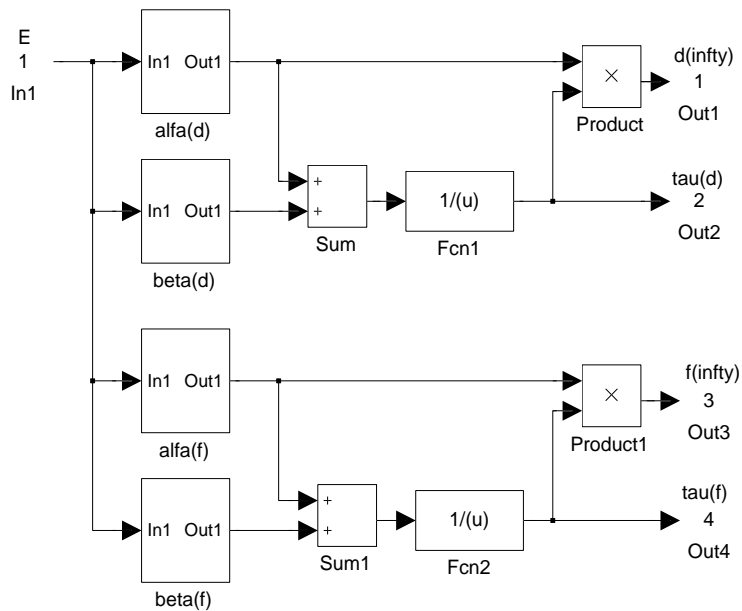 E
1
In1
In1 Out1
alfa(d)
In1 Out1
beta(d)
+
+
Sum
1/(u)
Fcn1
×
Product
d(infty)
1
Out1
tau(d)
2
Out2
In1 Out1
alfa(f)
In1 Out1
beta(f)
+
+
Sum1
1/(u)
Fcn2
×
Product1
f(infty)
3
Out3
tau(f)
4
Out4